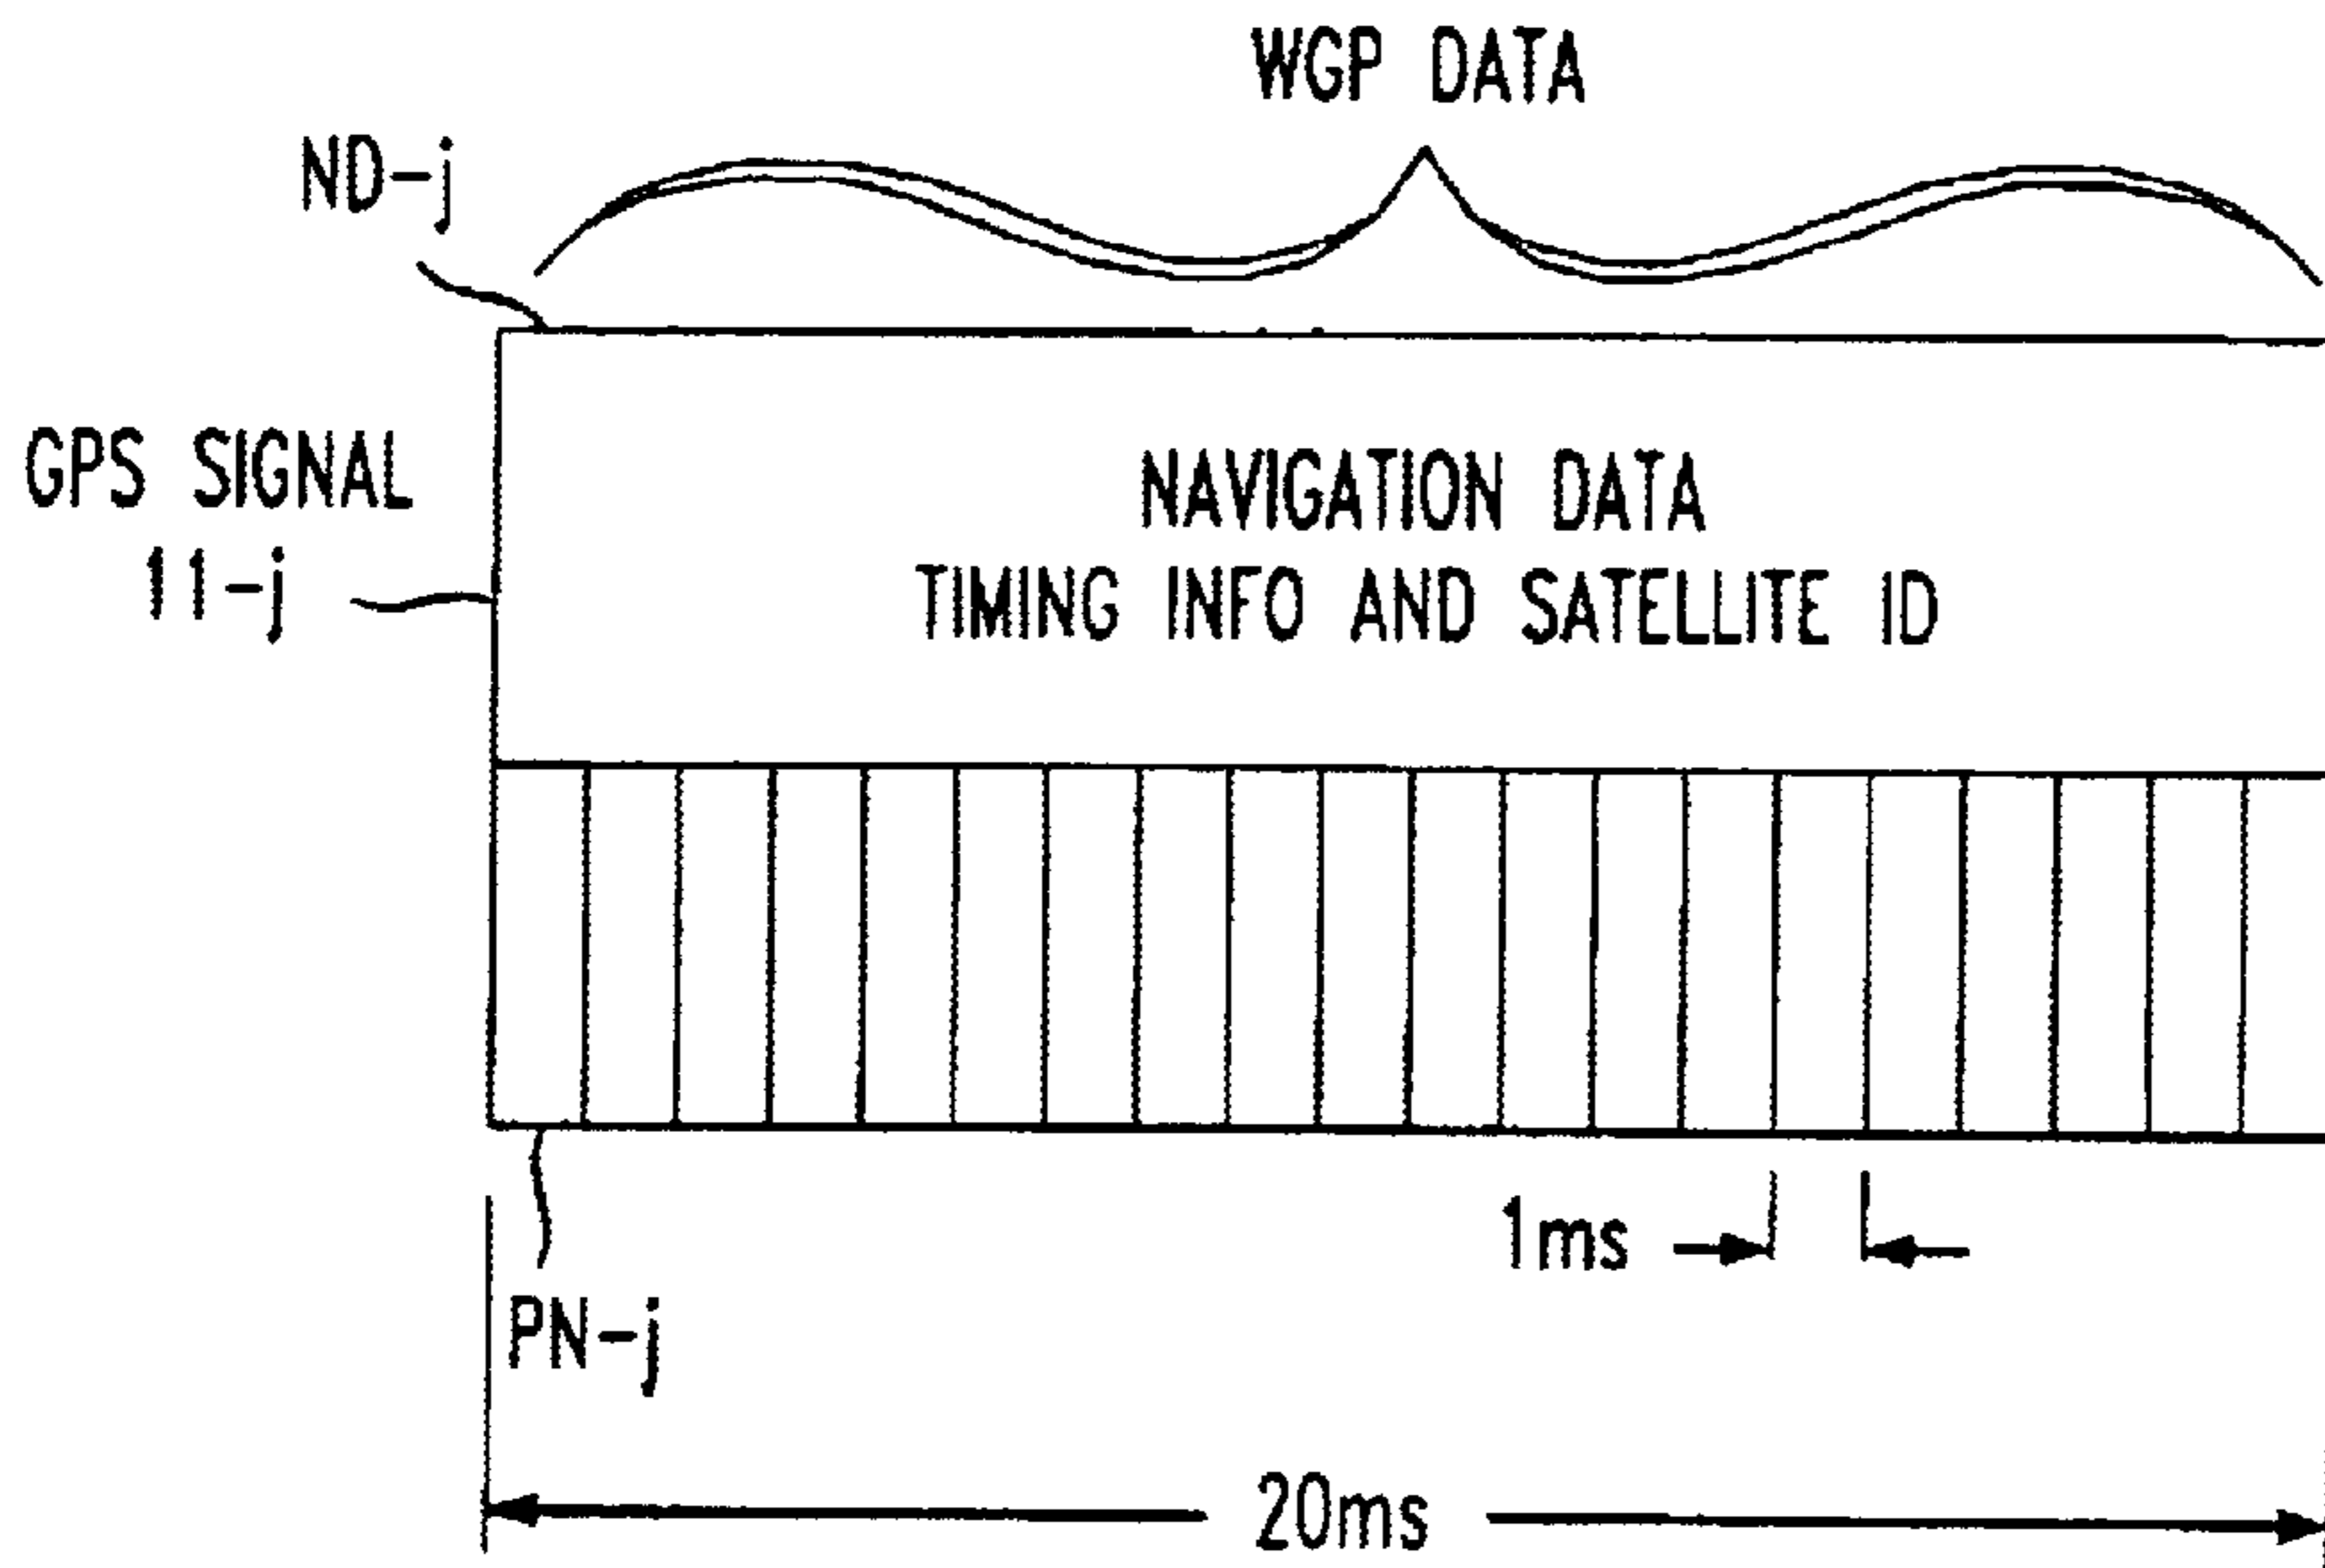 WGP DATA
ND-j
GPS SIGNAL
11-j
NAVIGATION DATA
TIMING INFO AND SATELLITE ID
1ms
PN-j
20ms